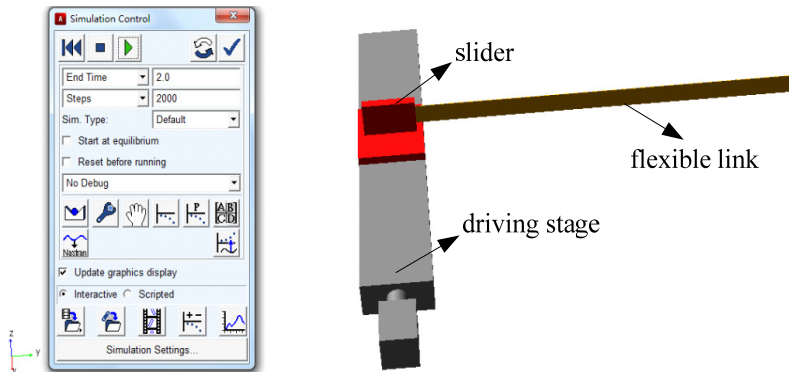 Simulation Control
End Time 2.0
Steps 2000
Sim. Type: Default
Start at equilibrium
Reset before running
No Debug
P A B C D
Nastran
Update graphics display
Interactive Scripted
Simulation Settings...
slider
flexible link
driving stage
z
y
x